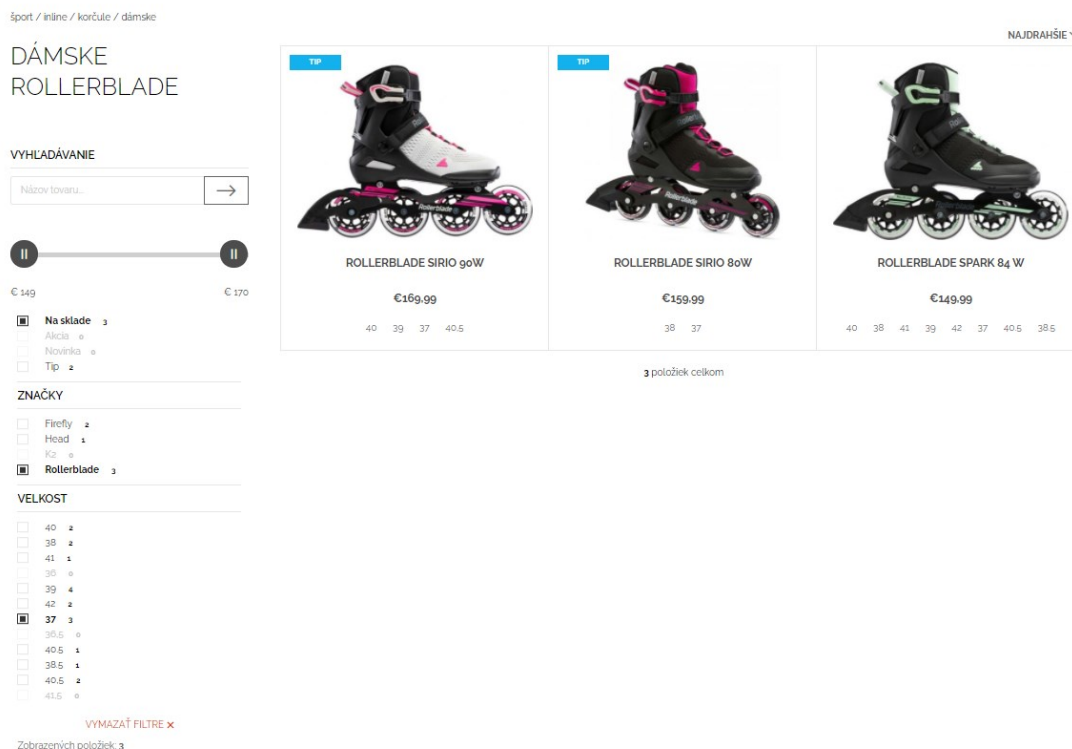 šport / inline / korčule / dámske
DÁMSKE
ROLLERBLADE
VYHĽADÁVANIE
Názov tovaru...
€ 149 € 170
Na sklade 3
Akcia 0
Novinka 0
Tip 2
ZNAČKY
Firefly 2
Head 1
K2 0
Rollerblade 3
VELKOST
40 2
38 2
41 1
36 0
39 4
42 2
37 3
36.5 0
40.5 1
38.5 1
40,5 2
41.5 0
VYMAZAŤ FILTRE ×
Zobrazených položiek: 3
NAJDRAHŠIE
TIP
ROLLERBLADE SIRIO 90W
€169.99
40 39 37 40.5
TIP
ROLLERBLADE SIRIO 80W
€159.99
38 37
ROLLERBLADE SPARK 84 W
€149.99
40 38 41 39 42 37 40.5 38.5
3 položiek celkom